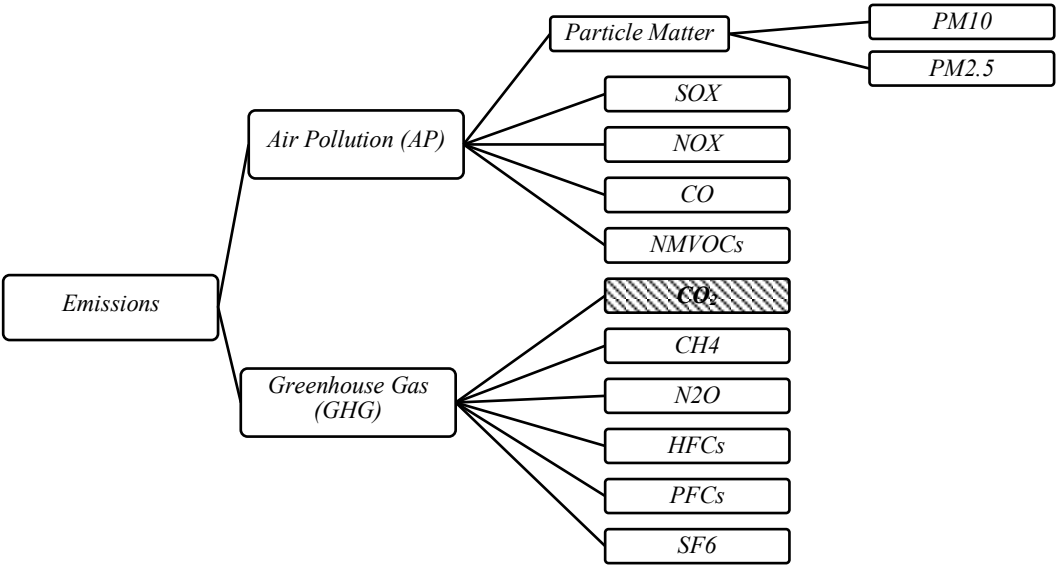 Particle Matter
PM10
PM2.5
SOX
Air Pollution (AP)
NOX
CO
NMVOCs
Emissions
CO₂
CH4
Greenhouse Gas
(GHG)
N2O
HFCs
PFCs
SF6